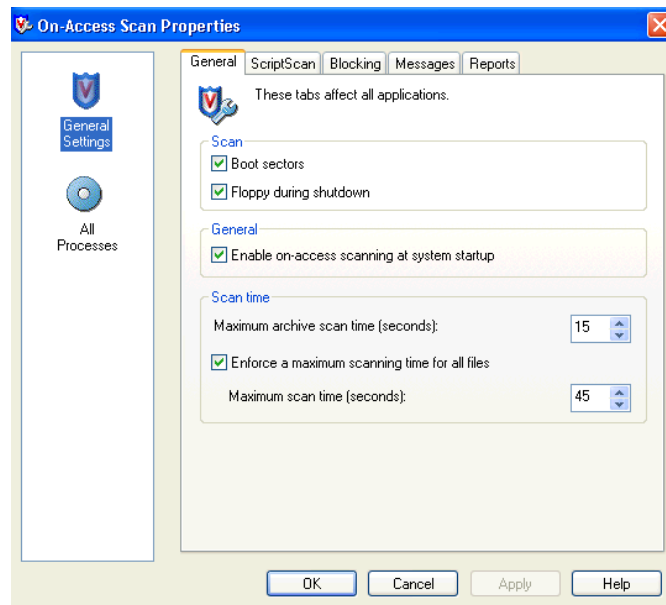 On-Access Scan Properties
General
Settings
All
Processes
General ScriptScan Blocking Messages Reports
These tabs affect all applications.
Scan
Boot sectors
Floppy during shutdown
General
Enable on-access scanning at system startup
Scan time
Maximum archive scan time (seconds): 15
Enforce a maximum scanning time for all files
Maximum scan time (seconds): 45
OK Cancel Apply Help